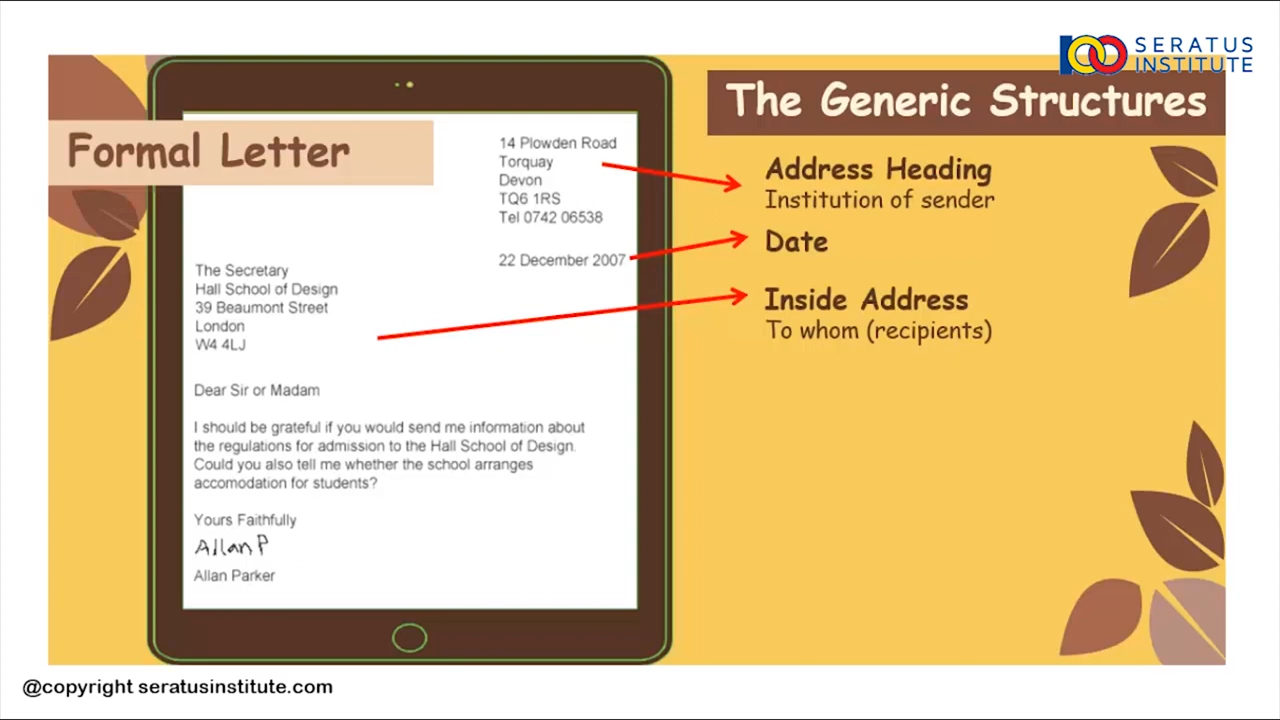 SERATUS
INSTITUTE
Formal Letter
14 Plowden Road
Torquay
Devon
TQ6 1RS
Tel 0742 06538
22 December 2007
The Secretary
Hall School of Design
39 Beaumont Street
London
W4 4LJ
Dear Sir or Madam
I should be grateful if you would send me information about
the regulations for admission to the Hall School of Design.
Could you also tell me whether the school arranges
accomodation for students?
Yours Faithfully
Allan P
Allan Parker
The Generic Structures
Address Heading
Institution of sender
Date
Inside Address
To whom (recipients)
@copyright seratusinstitute.com